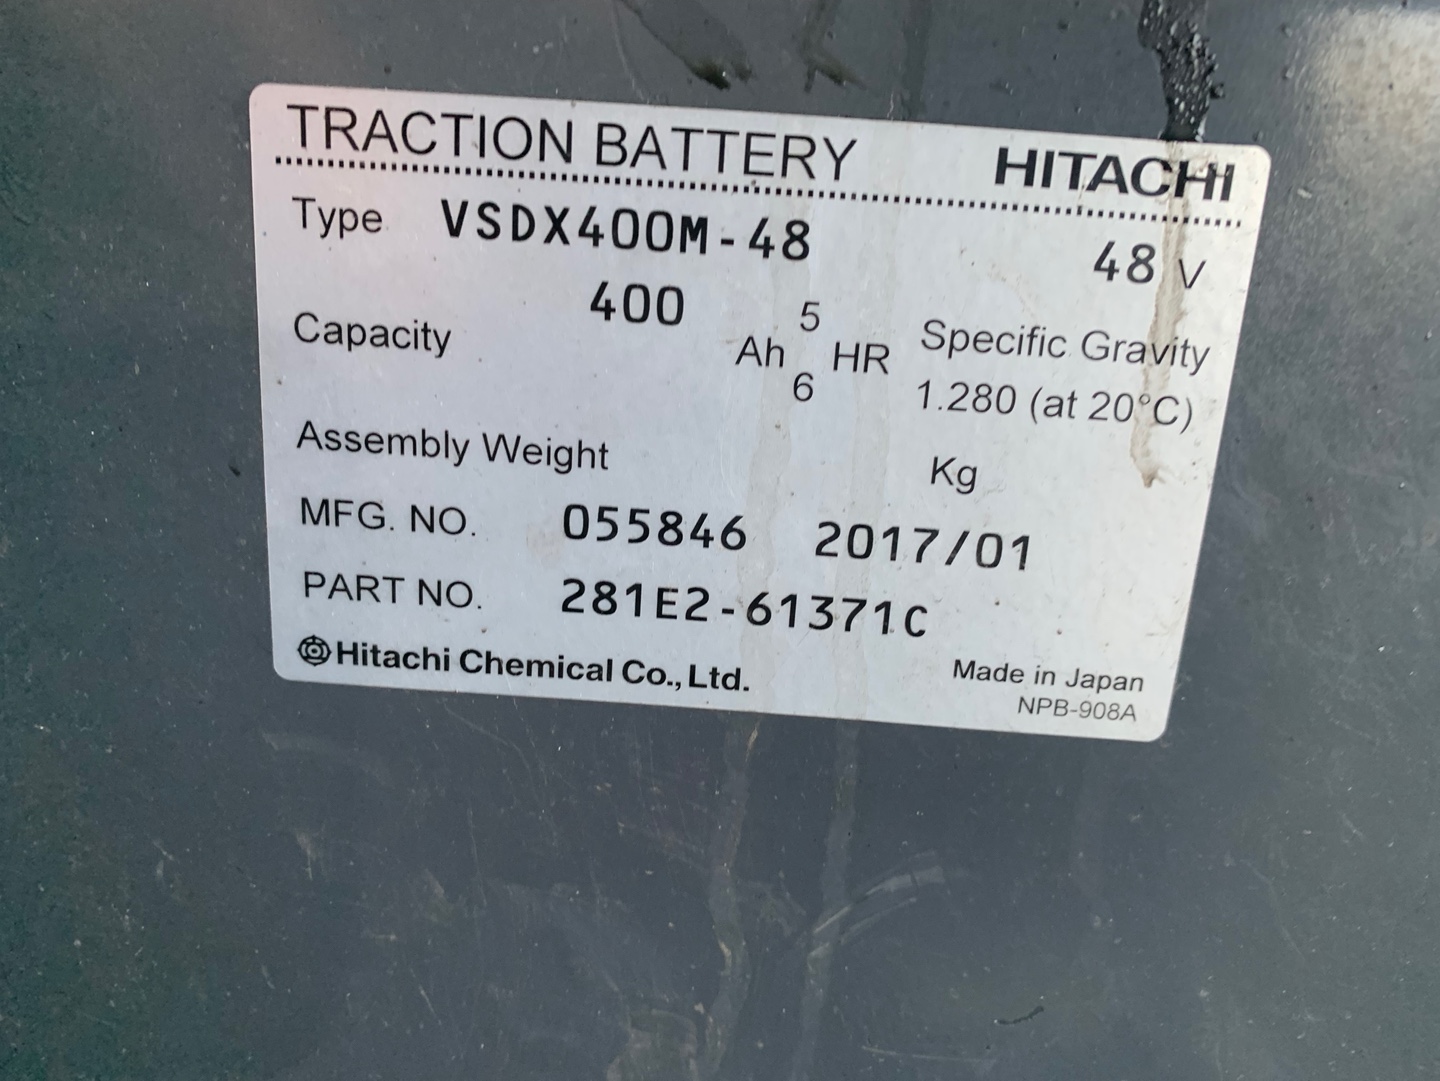 TRACTION BATTERY HITACHI
Type VSDX400M-48 48 V
Capacity 400 Ah 5 HR Specific Gravity
6 1.280 (at 20°C)
Assembly Weight Kg
MFG. NO. 055846 2017/01
PART NO. 281E2-61371C
Hitachi Chemical Co., Ltd. Made in Japan
NPB-908A